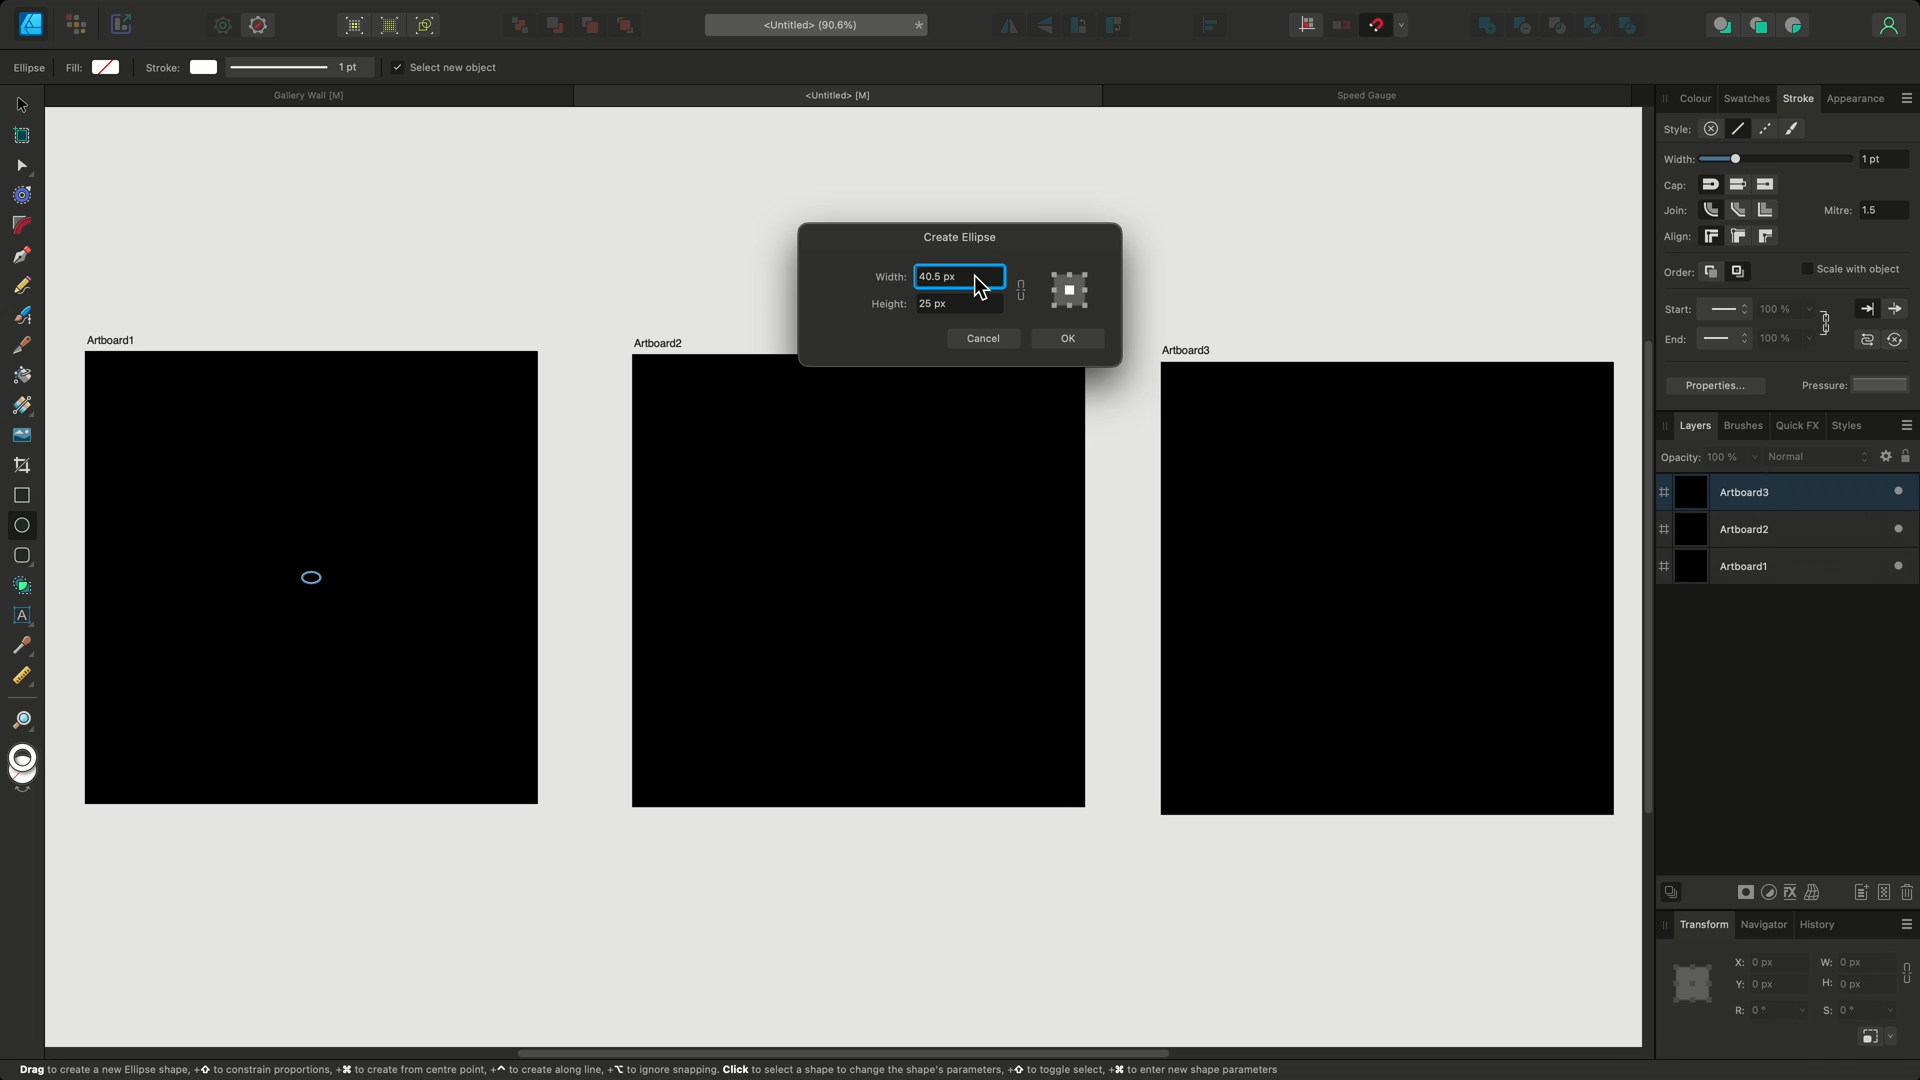 <Untitled> (90.6%) *
Ellipse Fill: Stroke: 1 pt Select new object
Gallery Wall [M] <Untitled> [M] Speed Gauge
Colour Swatches Stroke Appearance
Style:
Width: 1 pt
Cap:
Join: Mitre: 1.5
Align:
Order: Scale with object
Start: 100 %
End: 100 %
Properties... Pressure:
Create Ellipse
Width: 40.5 px
Height: 25 px
Cancel OK
Artboard1
Artboard2
Artboard3
Layers Brushes Quick FX Styles
Opacity: 100 % Normal
Artboard3
Artboard2
Artboard1
Transform Navigator History
X: 0 px W: 0 px
Y: 0 px H: 0 px
R: 0 ° S: 0 °
Drag to create a new Ellipse shape, +⇧ to constrain proportions, +⌘ to create from centre point, +^ to create along line, +⌥ to ignore snapping. Click to select a shape to change the shape's parameters, +⇧ to toggle select, +⌘ to enter new shape parameters